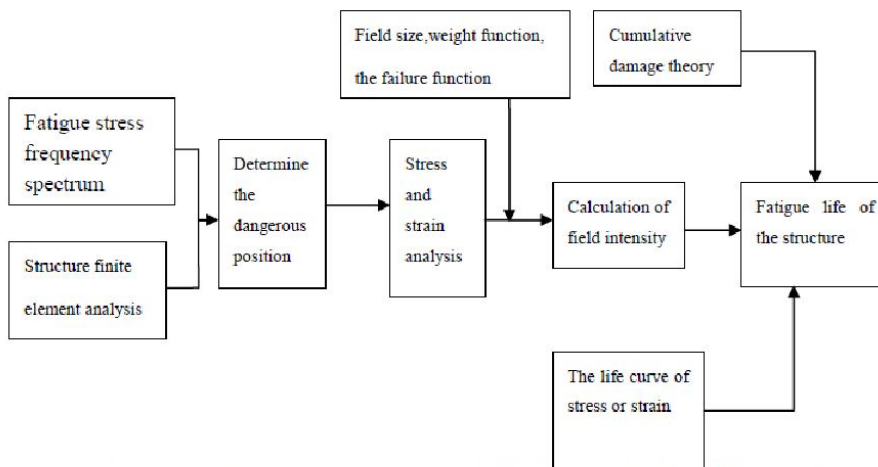 Field size,weight function,
the failure function
Cumulative
damage theory
Fatigue stress
frequency
spectrum
Determine
the
dangerous
position
Stress
and
strain
analysis
Calculation of
field intensity
Fatigue life of
the structure
Structure finite
element analysis
The life curve of
stress or strain